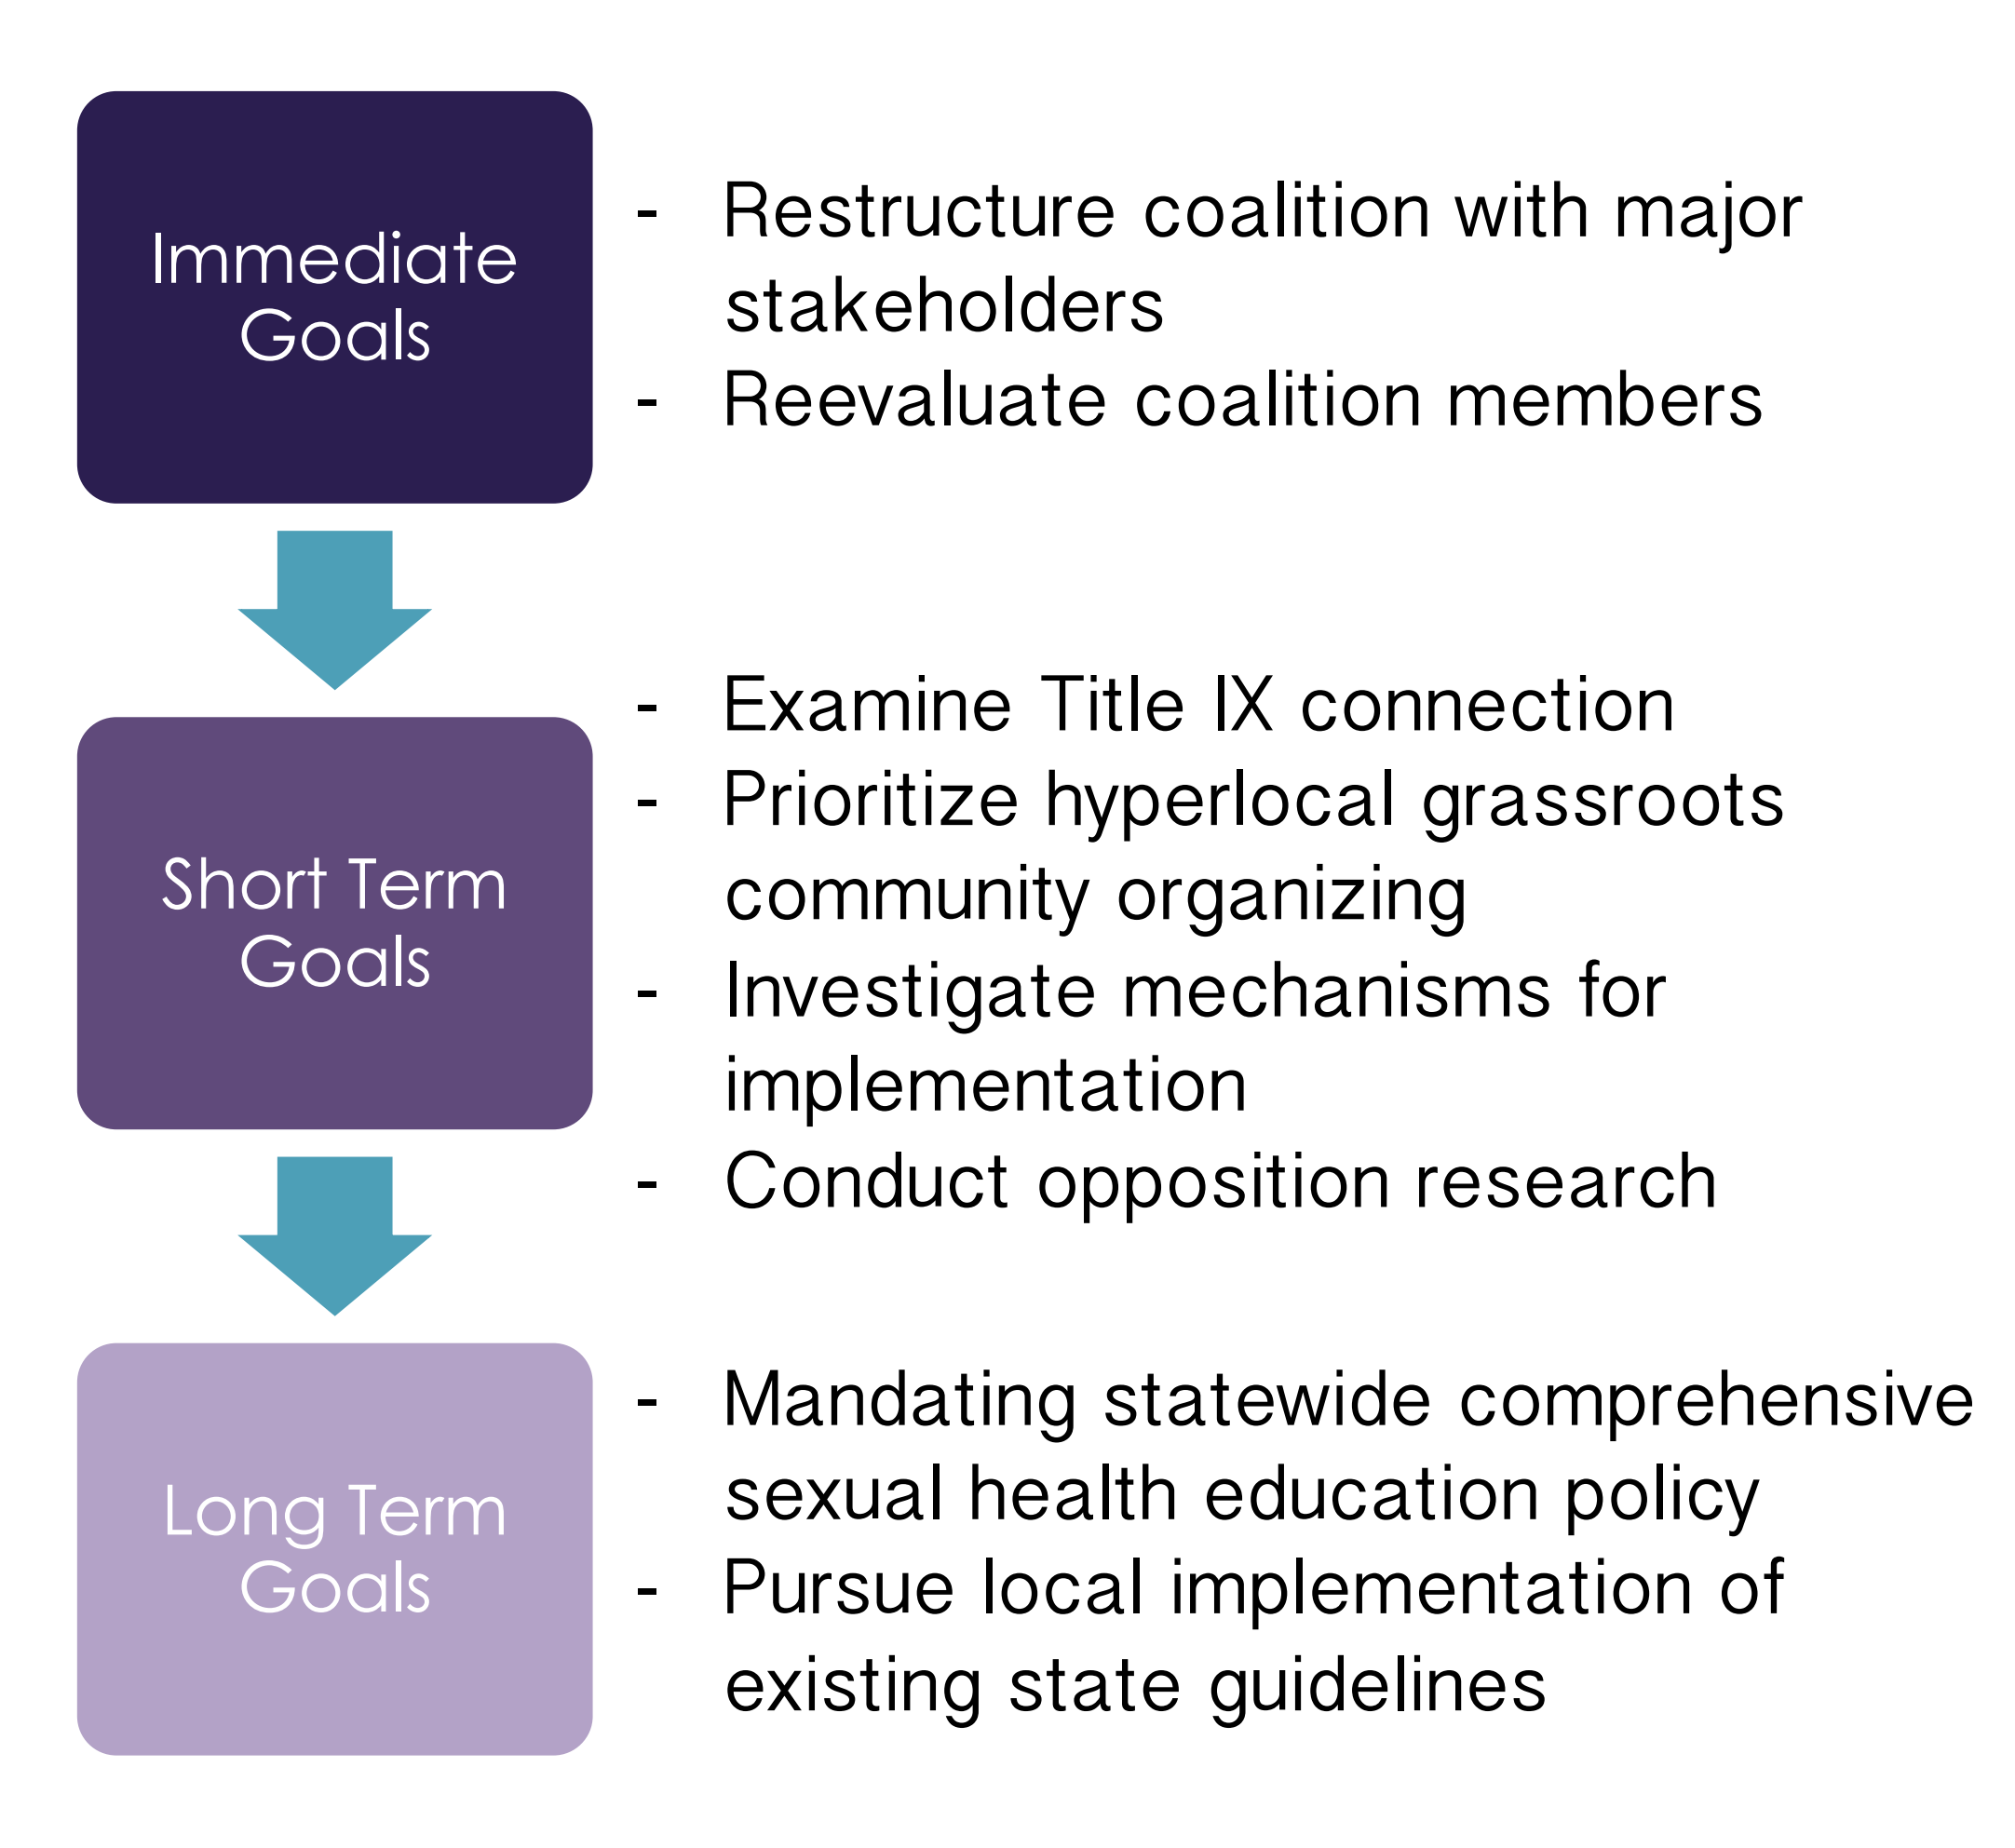 Immediate
Goals
- Restructure coalition with major
stakeholders
- Reevaluate coalition members
Short Term
Goals
- Examine Title IX connection
- Prioritize hyperlocal grassroots
community organizing
- Investigate mechanisms for
implementation
- Conduct opposition research
Long Term
Goals
- Mandating statewide comprehensive
sexual health education policy
- Pursue local implementation of
existing state guidelines